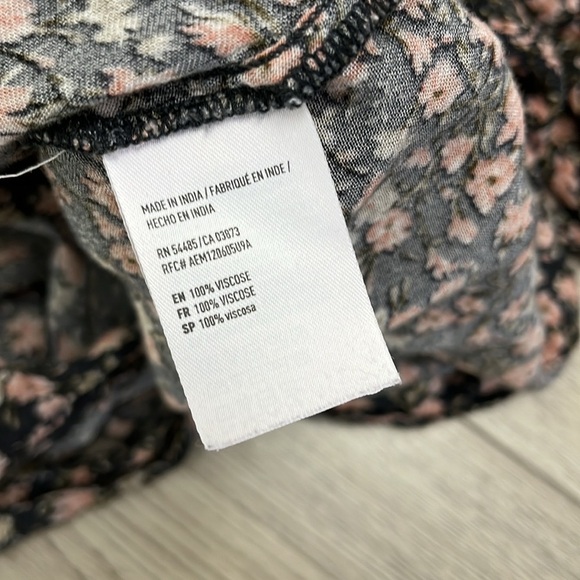 MADE IN INDIA / FABRIQUÉ EN INDE /
HECHO EN INDIA
RN 54485/CA 03873
RFC# AEM120605U9A
EN 100% VISCOSE
FR 100% VISCOSE
SP 100% viscosa